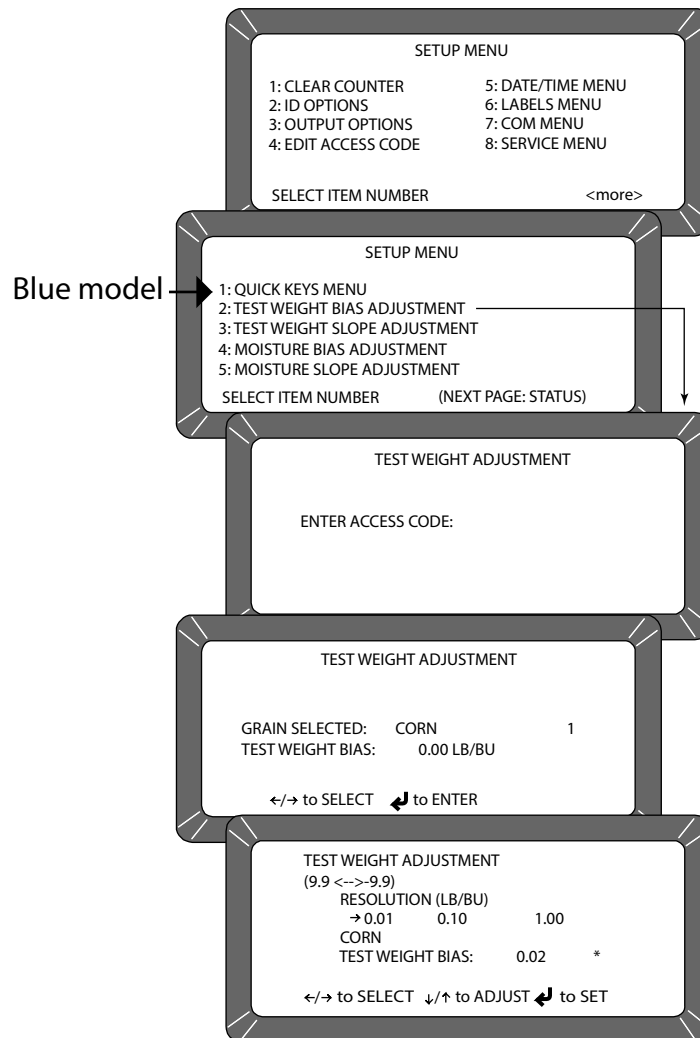 SETUP MENU
1: CLEAR COUNTER 5: DATE/TIME MENU
2: ID OPTIONS 6: LABELS MENU
3: OUTPUT OPTIONS 7: COM MENU
4: EDIT ACCESS CODE 8: SERVICE MENU
SELECT ITEM NUMBER <more>
SETUP MENU
Blue model
1: QUICK KEYS MENU
2: TEST WEIGHT BIAS ADJUSTMENT
3: TEST WEIGHT SLOPE ADJUSTMENT
4: MOISTURE BIAS ADJUSTMENT
5: MOISTURE SLOPE ADJUSTMENT
SELECT ITEM NUMBER (NEXT PAGE: STATUS)
TEST WEIGHT ADJUSTMENT
ENTER ACCESS CODE:
TEST WEIGHT ADJUSTMENT
GRAIN SELECTED: CORN 1
TEST WEIGHT BIAS: 0.00 LB/BU
←/→ to SELECT ↵ to ENTER
TEST WEIGHT ADJUSTMENT
(9.9 <-->-9.9)
RESOLUTION (LB/BU)
→ 0.01 0.10 1.00
CORN
TEST WEIGHT BIAS: 0.02 *
←/→ to SELECT ↓/↑ to ADJUST ↵ to SET